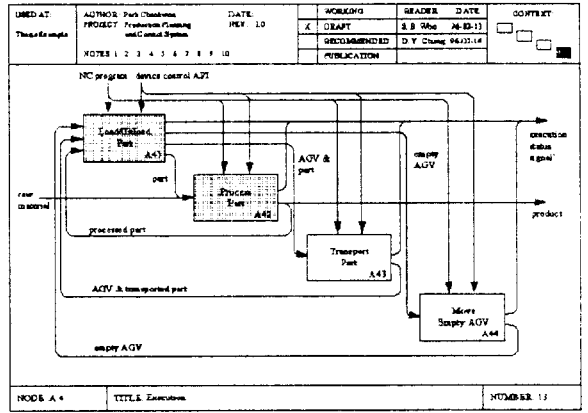 USED AT:
AUTHOR: Park Chankwon
DATE:
WORKING
READER DATE
CONTEXT
PROJECT: Production Planning and Control System
REV: 1.0
X DRAFT
RECOMMENDED
NOTES 1 2 3 4 5 6 7 8 9 10
PUBLICATION
NC program
device control API
Load/Unload
Part
A41
part
AGV &
part
empty
AGV
execution
status
signal
raw
material
Process
Part
A42
product
processed part
Transport
Part
A43
AGV & transported part
Move
Empty AGV
A44
empty AGV
NODE: A4
TITLE: Execution
NUMBER: 13